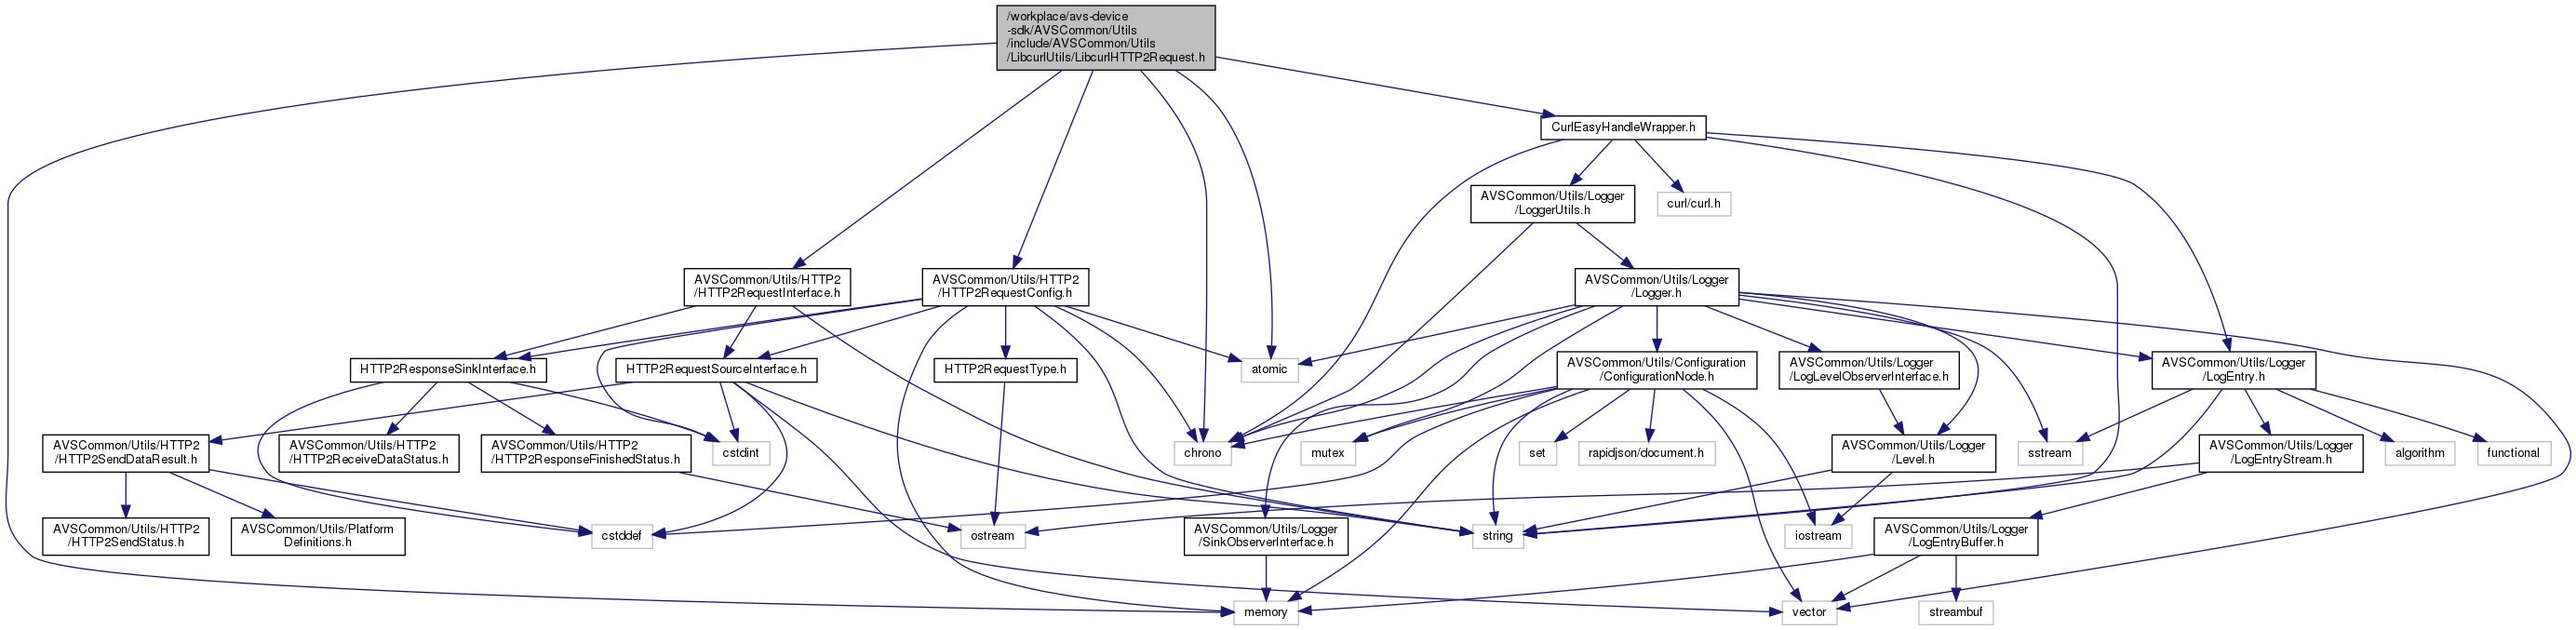 /workplace/avs-device
-sdk/AVSCommon/Utils
/include/AVSCommon/Utils
/LibcurlUtils/LibcurlHTTP2Request.h
CurlEasyHandleWrapper.h
AVSCommon/Utils/Logger
/LoggerUtils.h
curl/curl.h
AVSCommon/Utils/HTTP2
/HTTP2RequestInterface.h
AVSCommon/Utils/HTTP2
/HTTP2RequestConfig.h
AVSCommon/Utils/Logger
/Logger.h
HTTP2ResponseSinkInterface.h
HTTP2RequestSourceInterface.h
HTTP2RequestType.h
atomic
AVSCommon/Utils/Configuration
/ConfigurationNode.h
AVSCommon/Utils/Logger
/LogLevelObserverInterface.h
AVSCommon/Utils/Logger
/LogEntry.h
AVSCommon/Utils/HTTP2
/HTTP2SendDataResult.h
AVSCommon/Utils/HTTP2
/HTTP2ReceiveDataStatus.h
AVSCommon/Utils/HTTP2
/HTTP2ResponseFinishedStatus.h
cstdint
chrono
mutex
set
rapidjson/document.h
AVSCommon/Utils/Logger
/Level.h
sstream
AVSCommon/Utils/Logger
/LogEntryStream.h
algorithm
functional
AVSCommon/Utils/HTTP2
/HTTP2SendStatus.h
AVSCommon/Utils/Platform
Definitions.h
cstddef
ostream
AVSCommon/Utils/Logger
/SinkObserverInterface.h
string
iostream
AVSCommon/Utils/Logger
/LogEntryBuffer.h
memory
vector
streambuf